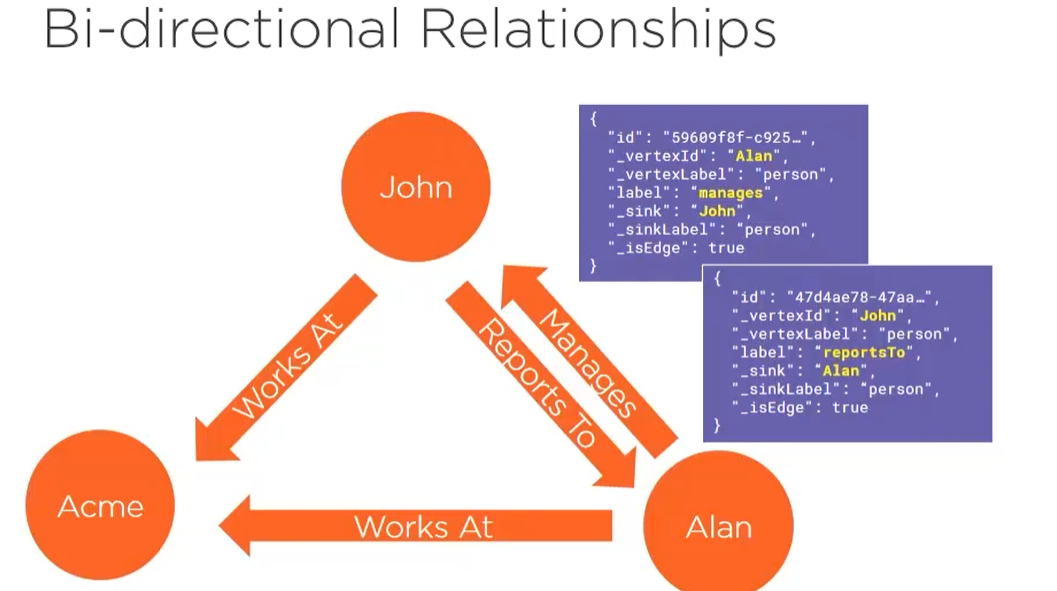 Bi-directional Relationships
John
{
"id": "59609f8f-c925…",
"_vertexId": "Alan",
"_vertexLabel": "person",
"label": "manages",
"_sink": "John",
"_sinkLabel": "person",
"_isEdge": true
}
{
"id": "47d4ae78-47aa…",
"_vertexId": "John",
"_vertexLabel": "person",
"label": "reportsTo",
"_sink": "Alan",
"_sinkLabel": "person",
"_isEdge": true
}
Works At
Reports To
Manages
Acme
Works At
Alan